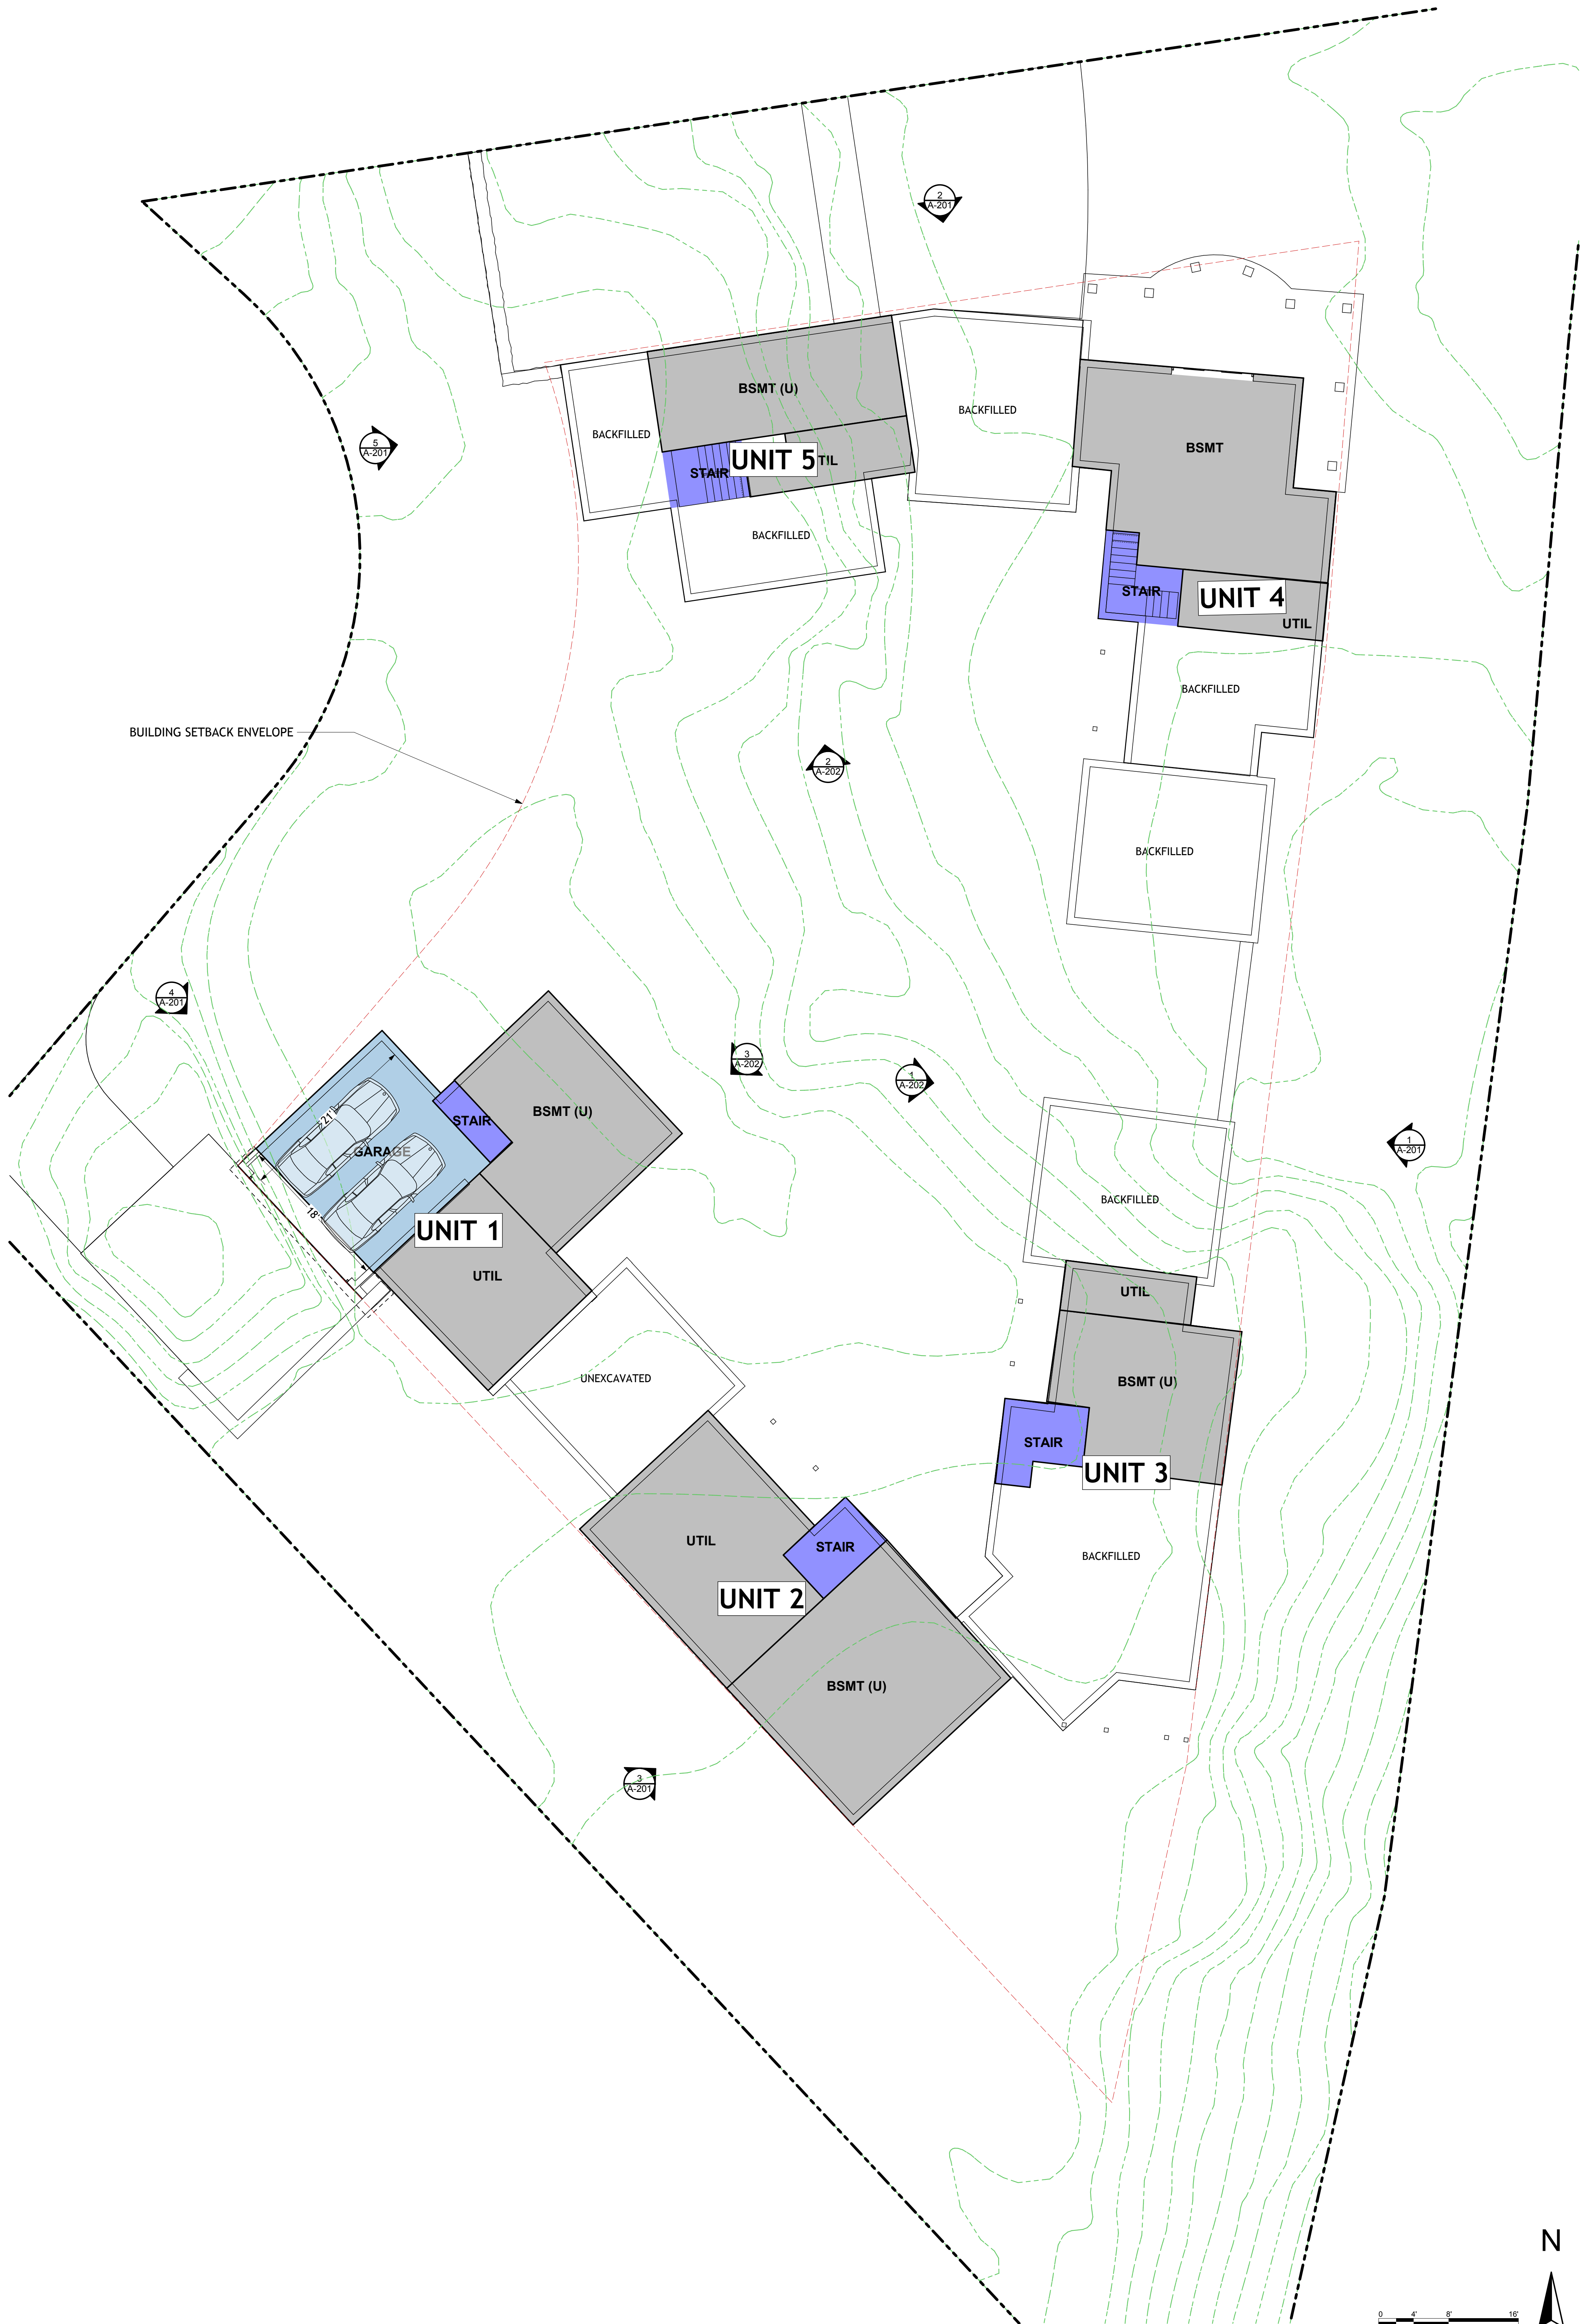 2
A-201
BSMT (U)
BACKFILLED
BACKFILLED
BSMT
5
A-201
STAIR
UNIT 5
TIL
BACKFILLED
STAIR
UNIT 4
UTIL
BACKFILLED
BUILDING SETBACK ENVELOPE
2
A-202
BACKFILLED
4
A-201
3
A-202
1
A-202
BSMT (U)
STAIR
21'
GARAGE
1
A-201
18'
UNIT 1
BACKFILLED
UTIL
UTIL
UNEXCAVATED
BSMT (U)
STAIR
UNIT 3
UTIL
STAIR
BACKFILLED
UNIT 2
BSMT (U)
3
A-201
N
0 4' 8' 16'